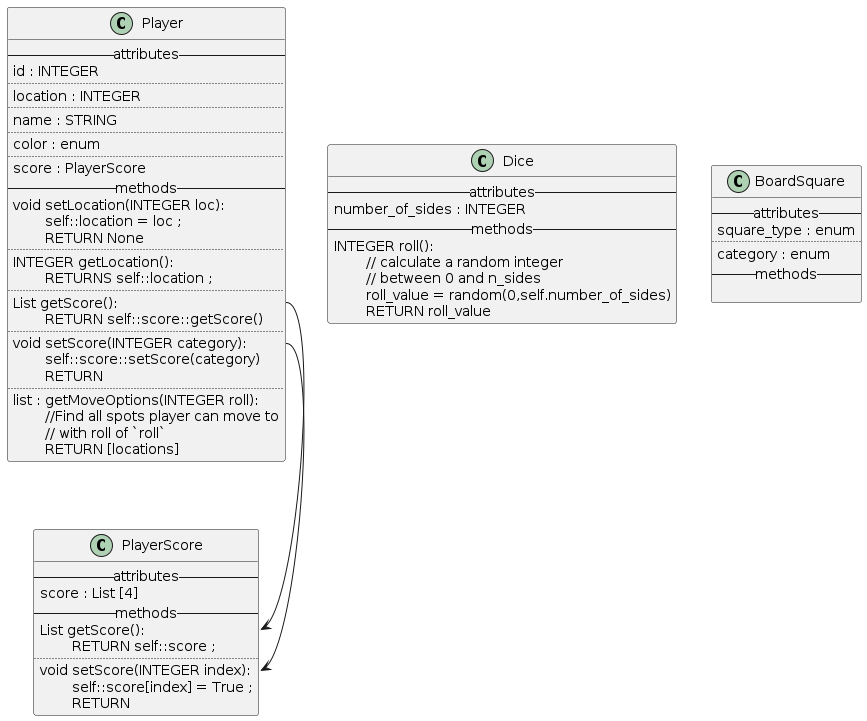 C Player
attributes
id : INTEGER
location : INTEGER
name : STRING
color : enum
score : PlayerScore
methods
void setLocation(INTEGER loc):
self::location = loc ;
RETURN None
INTEGER getLocation():
RETURNS self::location ;
List getScore():
RETURN self::score::getScore()
void setScore(INTEGER category):
self::score::setScore(category)
RETURN
list : getMoveOptions(INTEGER roll):
//Find all spots player can move to
// with roll of `roll`
RETURN [locations]
C Dice
attributes
number_of_sides : INTEGER
methods
INTEGER roll():
// calculate a random integer
// between 0 and n_sides
roll_value = random(0,self.number_of_sides)
RETURN roll_value
C BoardSquare
attributes
square_type : enum
category : enum
methods
C PlayerScore
attributes
score : List [4]
methods
List getScore():
RETURN self::score ;
void setScore(INTEGER index):
self::score[index] = True ;
RETURN